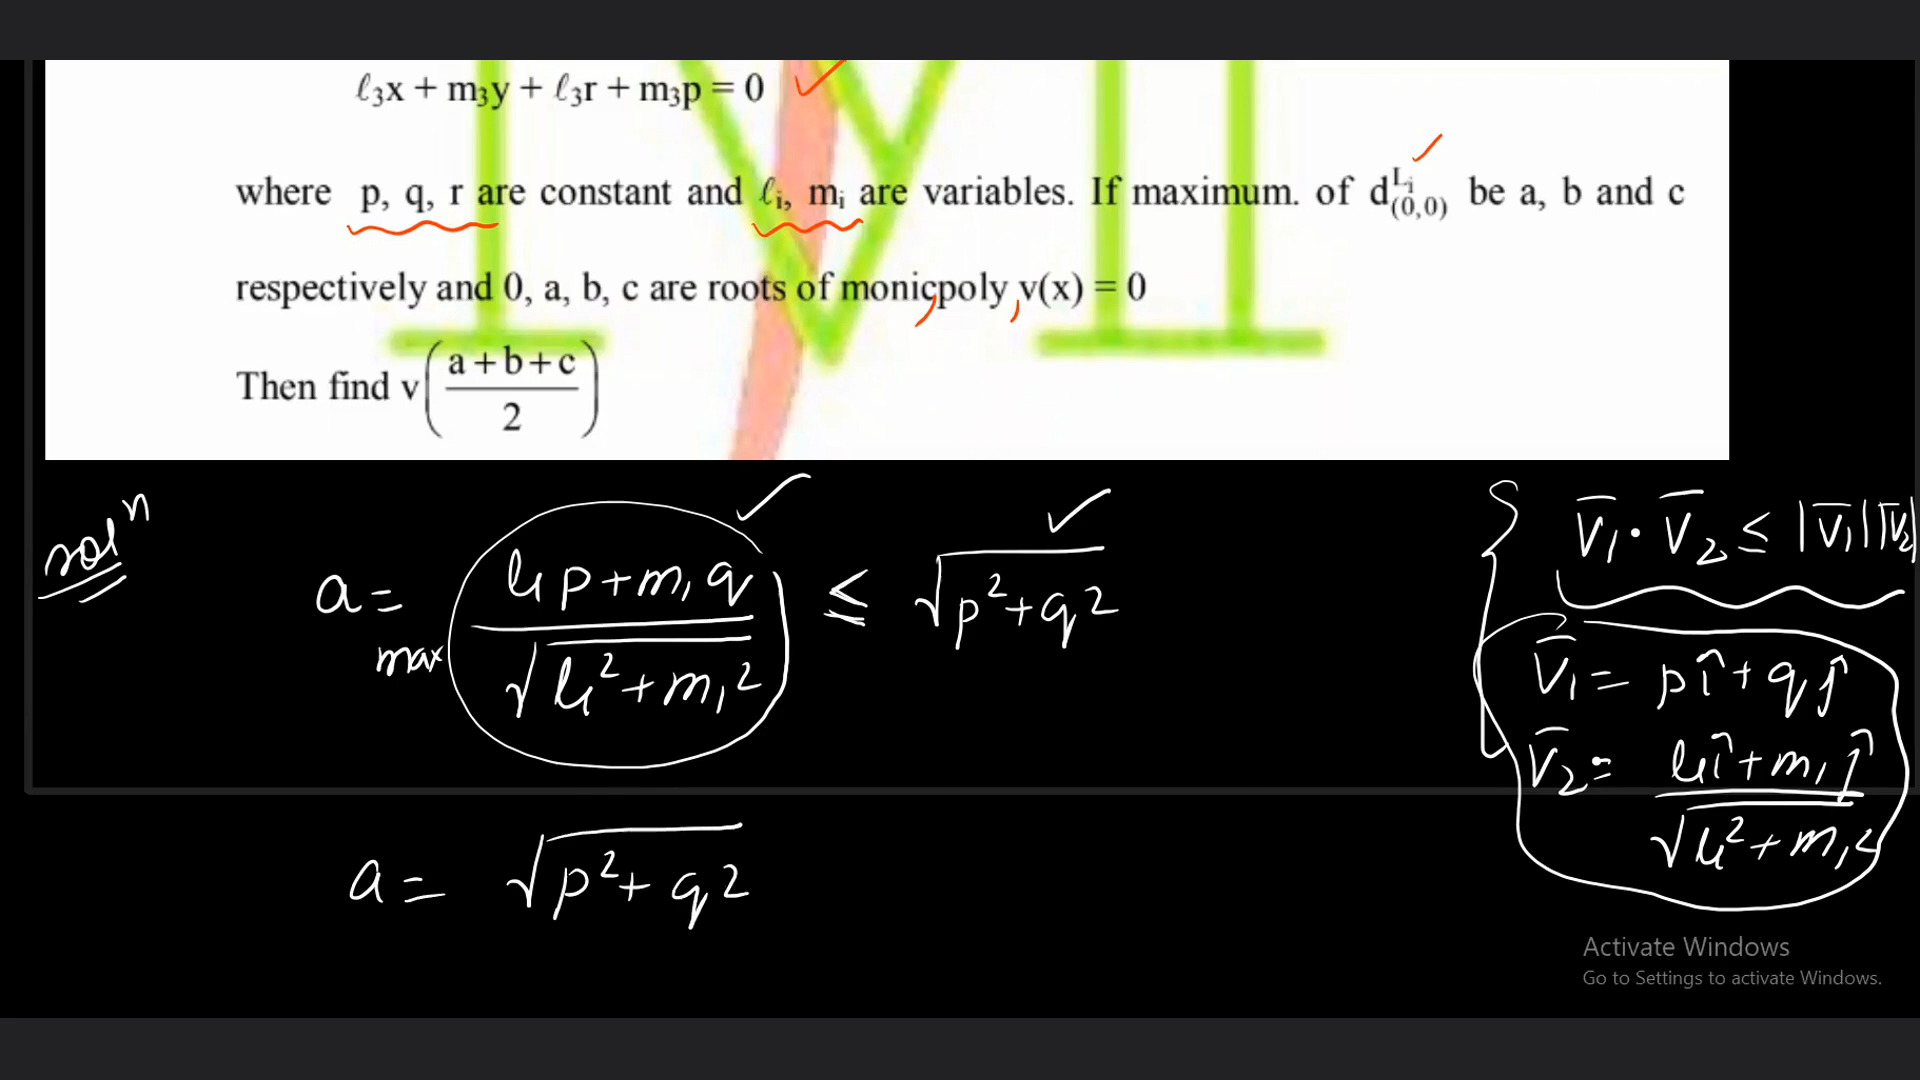 ℓ₃x + m₃y + ℓ₃r + m₃p = 0
where p, q, r are constant and ℓᵢ, mᵢ are variables. If maximum. of d^{Lᵢ}_{(0,0)} be a, b and c
respectively and 0, a, b, c are roots of monicpoly v(x) = 0
Then find v((a+b+c)/2)
solⁿ
a = max (l₁p + m₁q)/√(l₁² + m₁²) ≤ √(p² + q²)
a = √(p² + q²)
V̄₁ · V̄₂ ≤ |V̄₁| |V̄₂|
V̄₁ = pî + qĵ
V̄₂ = (l₁î + m₁ĵ)/√(l₁² + m₁²)
Activate Windows
Go to Settings to activate Windows.